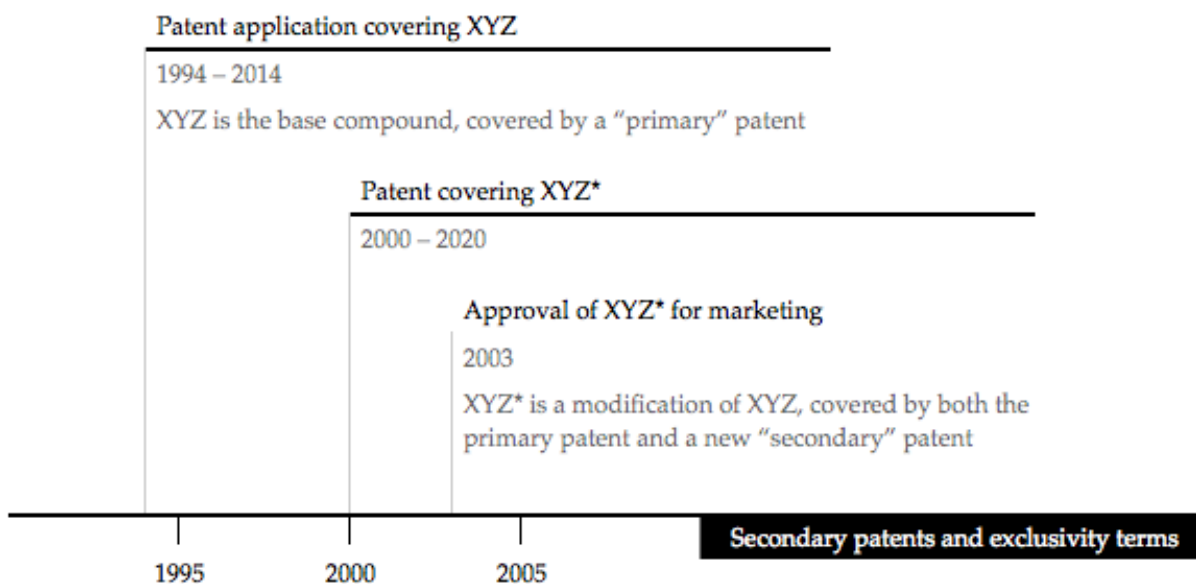 Patent application covering XYZ
1994 – 2014
XYZ is the base compound, covered by a “primary” patent
Patent covering XYZ*
2000 – 2020
Approval of XYZ* for marketing
2003
XYZ* is a modification of XYZ, covered by both the
primary patent and a new “secondary” patent
Secondary patents and exclusivity terms
1995 2000 2005